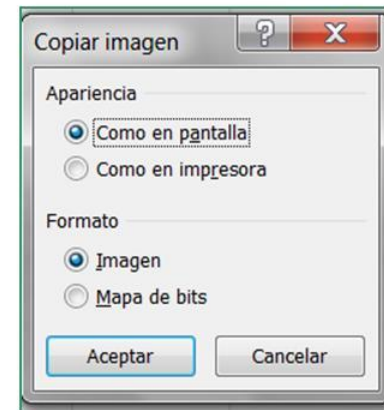 Copiar imagen
Apariencia
Como en pantalla
Como en impresora
Formato
Imagen
Mapa de bits
Aceptar
Cancelar